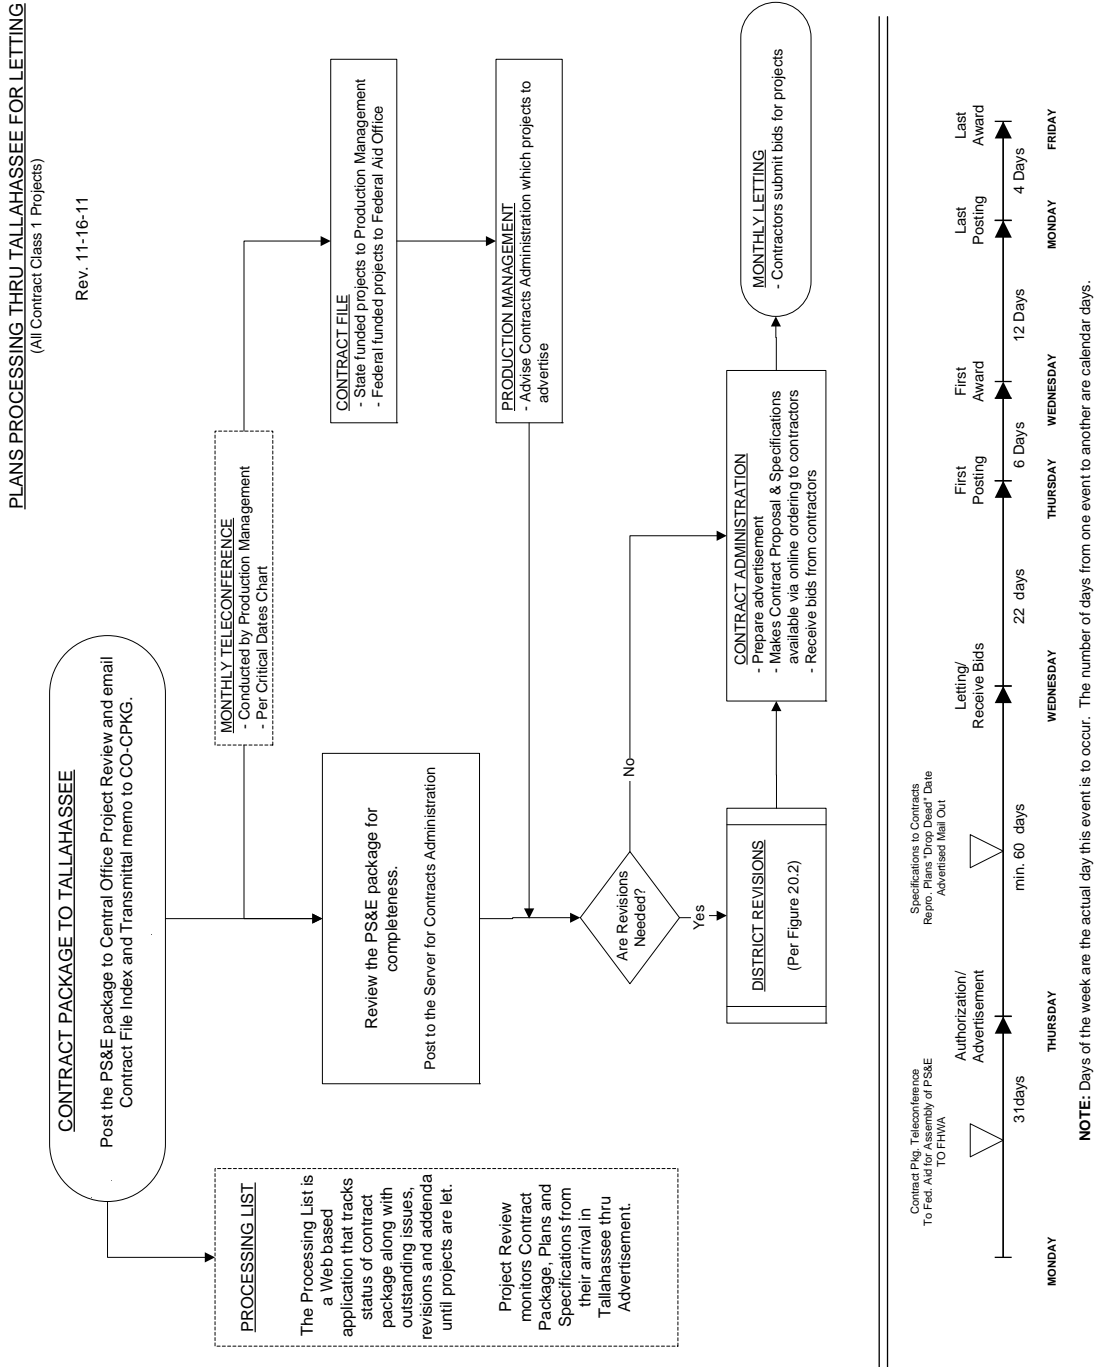 PLANS PROCESSING THRU TALLAHASSEE FOR LETTING
(All Contract Class 1 Projects)
Rev. 11-16-11
CONTRACT PACKAGE TO TALLAHASSEE
Post the PS&E package to Central Office Project Review and email
Contract File Index and Transmittal memo to CO-CPKG.
PROCESSING LIST
The Processing List is
a Web based
application that tracks
status of contract
package along with
outstanding issues,
revisions and addenda
until projects are let.
Project Review
monitors Contract
Package, Plans and
Specifications from
their arrival in
Tallahassee thru
Advertisement.
MONTHLY TELECONFERENCE
- Conducted by Production Management
- Per Critical Dates Chart
Review the PS&E package for
completeness.
Post to the Server for Contracts Administration
CONTRACT FILE
- State funded projects to Production Management
- Federal funded projects to Federal Aid Office
PRODUCTION MANAGEMENT
- Advise Contracts Administration which projects to
advertise
Are Revisions
Needed?
No
Yes
DISTRICT REVISIONS
(Per Figure 20.2)
CONTRACT ADMINISTRATION
- Prepare advertisement
- Makes Contract Proposal & Specifications
available via online ordering to contractors
- Receive bids from contractors
MONTHLY LETTING
- Contractors submit bids for projects
Contract Pkg. Teleconference
To Fed. Aid for Assembly of PS&E
TO FHWA
Authorization/
Advertisement
Specifications to Contracts
Repro. Plans "Drop Dead" Date
Advertised Mail Out
Letting/
Receive Bids
First
Posting
First
Award
Last
Posting
Last
Award
31days
min. 60 days
22 days
6 Days
12 Days
4 Days
MONDAY
THURSDAY
WEDNESDAY
THURSDAY
WEDNESDAY
MONDAY
FRIDAY
NOTE: Days of the week are the actual day this event is to occur. The number of days from one event to another are calendar days.